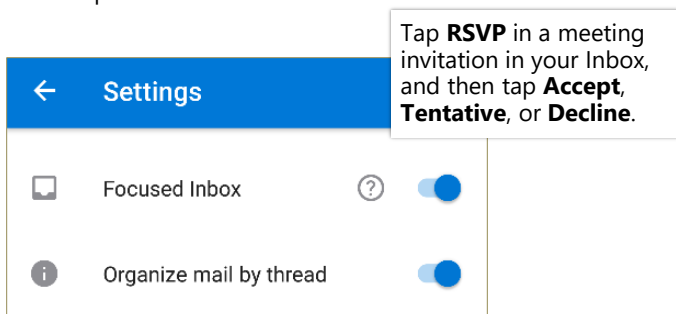 Tap RSVP in a meeting
invitation in your Inbox,
and then tap Accept,
Tentative, or Decline.
Settings
Focused Inbox
Organize mail by thread